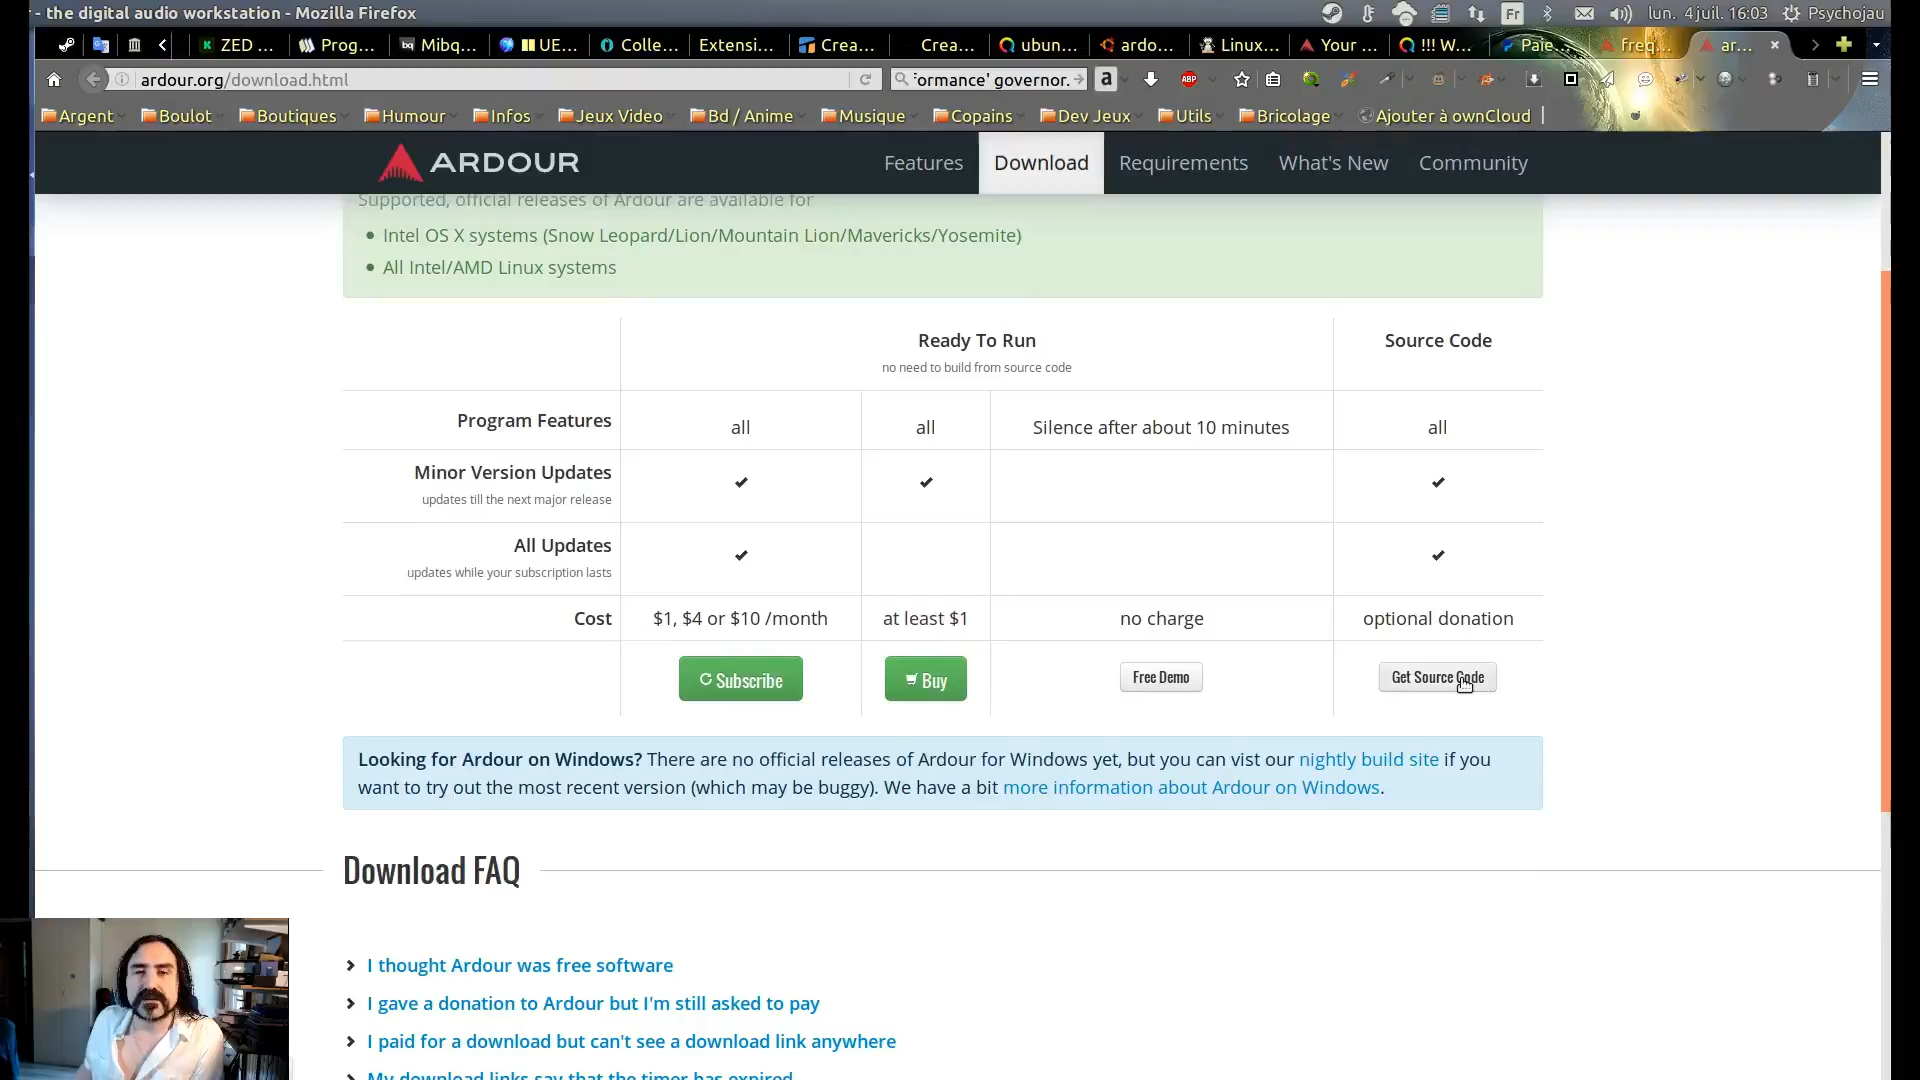 - the digital audio workstation - Mozilla Firefox
Fr
lun. 4 juil. 16:03
Psychojau
ZED ...
Prog...
Mibq...
UE...
Colle...
Extensi...
Crea...
Crea...
ubun...
ardo...
Linux...
Your ...
!!! W...
Paie...
freq...
ar...
ardour.org/download.html
'ormance' governor.
a
ABP
Argent
Boulot
Boutiques
Humour
Infos
Jeux Video
Bd / Anime
Musique
Copains
Dev Jeux
Utils
Bricolage
Ajouter à ownCloud
ARDOUR
Features
Download
Requirements
What's New
Community
Supported, official releases of Ardour are available for
• Intel OS X systems (Snow Leopard/Lion/Mountain Lion/Mavericks/Yosemite)
• All Intel/AMD Linux systems
Ready To Run
no need to build from source code
Source Code
Program Features
all
all
Silence after about 10 minutes
all
Minor Version Updates
updates till the next major release
All Updates
updates while your subscription lasts
Cost
$1, $4 or $10 /month
at least $1
no charge
optional donation
Subscribe
Buy
Free Demo
Get Source Code
Looking for Ardour on Windows? There are no official releases of Ardour for Windows yet, but you can vist our nightly build site if you
want to try out the most recent version (which may be buggy). We have a bit more information about Ardour on Windows.
Download FAQ
I thought Ardour was free software
I gave a donation to Ardour but I'm still asked to pay
I paid for a download but can't see a download link anywhere
My download links say that the timer has expired